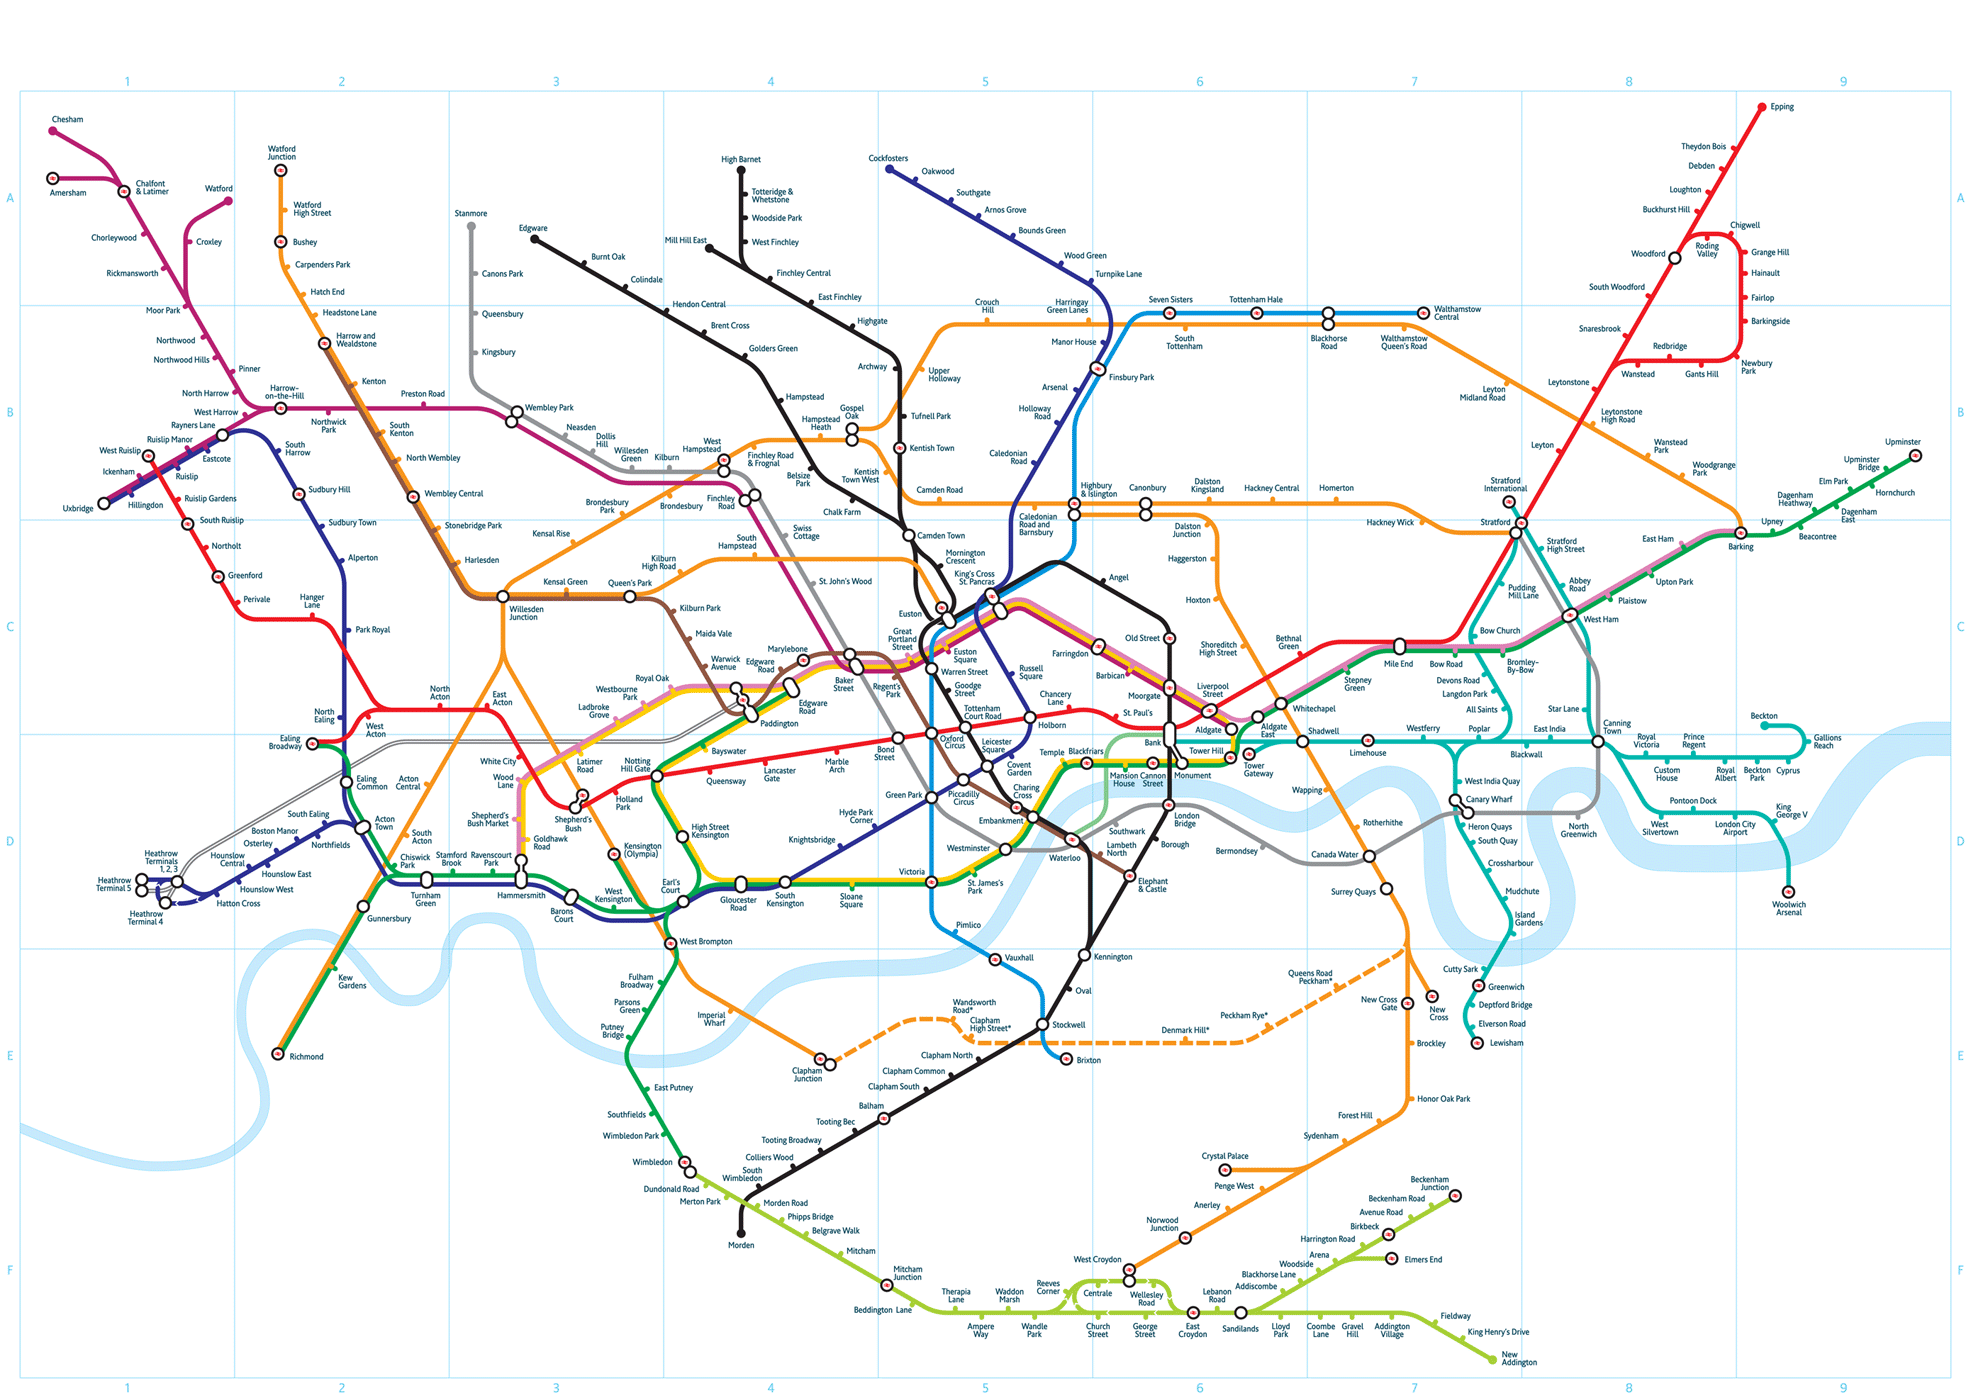 1 2 3 4 5 6 7 8 9
A
B
C
D
E
F
A
B
C
D
E
F
1 2 3 4 5 6 7 8 9
Chesham
Amersham
Chalfont
& Latimer
Watford
Chorleywood
Croxley
Rickmansworth
Moor Park
Northwood
Northwood Hills
Pinner
North Harrow
Harrow-
on-the-Hill
West Harrow
Rayners Lane
Northwick
Park
Preston Road
West Ruislip
Ruislip Manor
Eastcote
Ruislip
Ickenham
Hillingdon
Uxbridge
Ruislip Gardens
South Ruislip
Northolt
Greenford
Perivale
Hanger
Lane
South
Harrow
Sudbury Hill
Sudbury Town
Alperton
Park Royal
North
Ealing
West
Acton
Ealing
Broadway
Ealing
Common
Acton
Town
South Ealing
Northfields
Boston Manor
Osterley
Hounslow East
Hounslow
Central
Hounslow West
Hatton Cross
Heathrow
Terminals
1, 2, 3
Heathrow
Terminal 5
Heathrow
Terminal 4
Watford
Junction
Watford
High Street
Bushey
Carpenders Park
Hatch End
Headstone Lane
Harrow and
Wealdstone
Kenton
South
Kenton
North Wembley
Wembley Central
Stonebridge Park
Harlesden
Willesden
Junction
Kensal Green
Queen's Park
Kilburn
High Road
South
Hampstead
Kilburn Park
Maida Vale
Warwick
Avenue
Edgware
Road
Marylebone
Kensal Rise
Brondesbury
Park
Brondesbury
West
Hampstead
Finchley Road
& Frognal
Hampstead
Heath
Gospel
Oak
Kentish
Town West
Camden Road
Upper
Holloway
Crouch
Hill
Harringay
Green Lanes
South
Tottenham
Blackhorse
Road
Walthamstow
Queen's Road
Leyton
Midland Road
Leytonstone
High Road
Wanstead
Park
Woodgrange
Park
Barking
Stanmore
Canons Park
Queensbury
Kingsbury
Wembley Park
Neasden
Dollis
Hill
Willesden
Green
Kilburn
Finchley
Road
Swiss
Cottage
St. John's Wood
Baker
Street
Edgware
Burnt Oak
Colindale
Hendon Central
Brent Cross
Golders Green
Hampstead
Belsize
Park
Chalk Farm
Camden Town
High Barnet
Totteridge &
Whetstone
Woodside Park
West Finchley
Mill Hill East
Finchley Central
East Finchley
Highgate
Archway
Tufnell Park
Kentish Town
Mornington
Crescent
Euston
King's Cross
St. Pancras
Angel
Old Street
Moorgate
Bank
Cockfosters
Oakwood
Southgate
Arnos Grove
Bounds Green
Wood Green
Turnpike Lane
Manor House
Finsbury Park
Arsenal
Holloway
Road
Caledonian
Road
Seven Sisters
Tottenham Hale
Walthamstow
Central
Highbury
& Islington
Canonbury
Caledonian
Road and
Barnsbury
Dalston
Kingsland
Hackney Central
Homerton
Hackney Wick
Stratford
Stratford
International
Dalston
Junction
Haggerston
Hoxton
Shoreditch
High Street
Whitechapel
Shadwell
Wapping
Rotherhithe
Canada Water
Surrey Quays
Epping
Theydon Bois
Debden
Loughton
Buckhurst Hill
Chigwell
Roding
Valley
Grange Hill
Hainault
Fairlop
Barkingside
Newbury
Park
Gants Hill
Redbridge
Wanstead
Woodford
South Woodford
Snaresbrook
Leytonstone
Leyton
Mile End
Bethnal
Green
Liverpool
Street
St. Paul's
Chancery
Lane
Holborn
Tottenham
Court Road
Oxford
Circus
Bond
Street
Marble
Arch
Lancaster
Gate
Queensway
Notting
Hill Gate
Holland
Park
Shepherd's
Bush
White City
East
Acton
North
Acton
Upminster
Upminster
Bridge
Hornchurch
Elm Park
Dagenham
East
Dagenham
Heathway
Beacontree
Upney
East Ham
Upton Park
Plaistow
West Ham
Bromley-
By-Bow
Bow Road
Stepney
Green
Aldgate
East
Aldgate
Tower Hill
Tower
Gateway
Monument
Cannon
Street
Mansion
House
Blackfriars
Temple
Embankment
Westminster
St. James's
Park
Victoria
Sloane
Square
South
Kensington
Gloucester
Road
High Street
Kensington
Earl's
Court
Kensington
(Olympia)
West
Kensington
Barons
Court
Hammersmith
Ravenscourt
Park
Stamford
Brook
Turnham
Green
Chiswick
Park
Gunnersbury
Kew
Gardens
Richmond
Acton
Central
South
Acton
Royal Oak
Westbourne
Park
Ladbroke
Grove
Latimer
Road
Wood
Lane
Shepherd's
Bush Market
Goldhawk
Road
Paddington
Bayswater
Edgware
Road
Great
Portland
Street
Euston
Square
Farringdon
Barbican
Regent's
Park
Warren Street
Goodge
Street
Russell
Square
Leicester
Square
Covent
Garden
Piccadilly
Circus
Charing
Cross
Green Park
Hyde Park
Corner
Knightsbridge
Waterloo
Southwark
Lambeth
North
Elephant
& Castle
Borough
London
Bridge
Bermondsey
Kennington
Oval
Stockwell
Pimlico
Vauxhall
Brixton
Clapham North
Clapham Common
Clapham South
Balham
Tooting Bec
Tooting Broadway
Colliers Wood
South
Wimbledon
Morden
West Brompton
Fulham
Broadway
Parsons
Green
Putney
Bridge
East Putney
Southfields
Wimbledon Park
Wimbledon
Imperial
Wharf
Clapham
Junction
Wandsworth
Road*
Clapham
High Street*
Denmark Hill*
Peckham Rye*
Queens Road
Peckham*
New Cross
Gate
New
Cross
Brockley
Honor Oak Park
Forest Hill
Sydenham
Crystal Palace
Penge West
Anerley
Norwood
Junction
West Croydon
Limehouse
Westferry
Poplar
East India
Blackwall
Canning
Town
Star Lane
Abbey
Road
Stratford
High Street
Pudding
Mill Lane
Bow Church
Devons Road
Langdon Park
All Saints
West India Quay
Canary Wharf
Heron Quays
South Quay
Crossharbour
Mudchute
Island
Gardens
Cutty Sark
Greenwich
Deptford Bridge
Elverson Road
Lewisham
North
Greenwich
Royal
Victoria
Custom
House
Prince
Regent
Royal
Albert
Beckton
Park
Cyprus
Gallions
Reach
Beckton
West
Silvertown
Pontoon Dock
London City
Airport
King
George V
Woolwich
Arsenal
Dundonald Road
Merton Park
Morden Road
Phipps Bridge
Belgrave Walk
Mitcham
Mitcham
Junction
Beddington Lane
Therapia
Lane
Ampere
Way
Waddon
Marsh
Wandle
Park
Reeves
Corner
Centrale
Church
Street
Wellesley
Road
George
Street
East
Croydon
Lebanon
Road
Sandilands
Lloyd
Park
Coombe
Lane
Gravel
Hill
Addington
Village
Fieldway
King Henry's Drive
New
Addington
Addiscombe
Blackhorse Lane
Woodside
Arena
Elmers End
Harrington Road
Birkbeck
Avenue Road
Beckenham Road
Beckenham
Junction